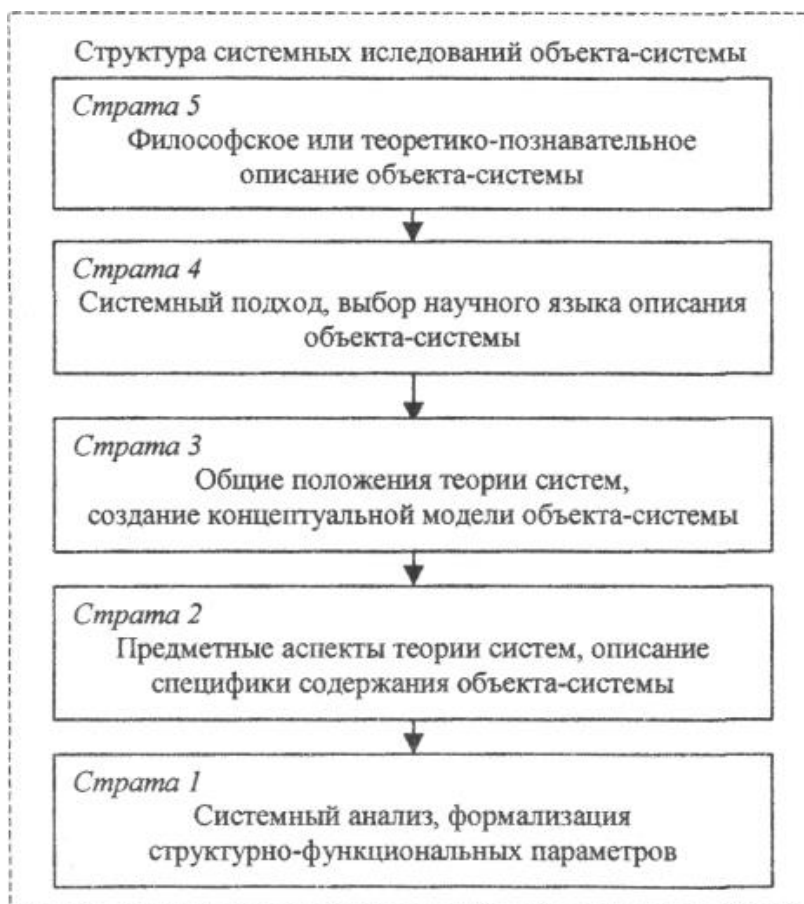 Структура системных иследований объекта-системы
Страта 5
Философское или теоретико-познавательное
описание объекта-системы
Страта 4
Системный подход, выбор научного языка описания
объекта-системы
Страта 3
Общие положения теории систем,
создание концептуальной модели объекта-системы
Страта 2
Предметные аспекты теории систем, описание
специфики содержания объекта-системы
Страта 1
Системный анализ, формализация
структурно-функциональных параметров